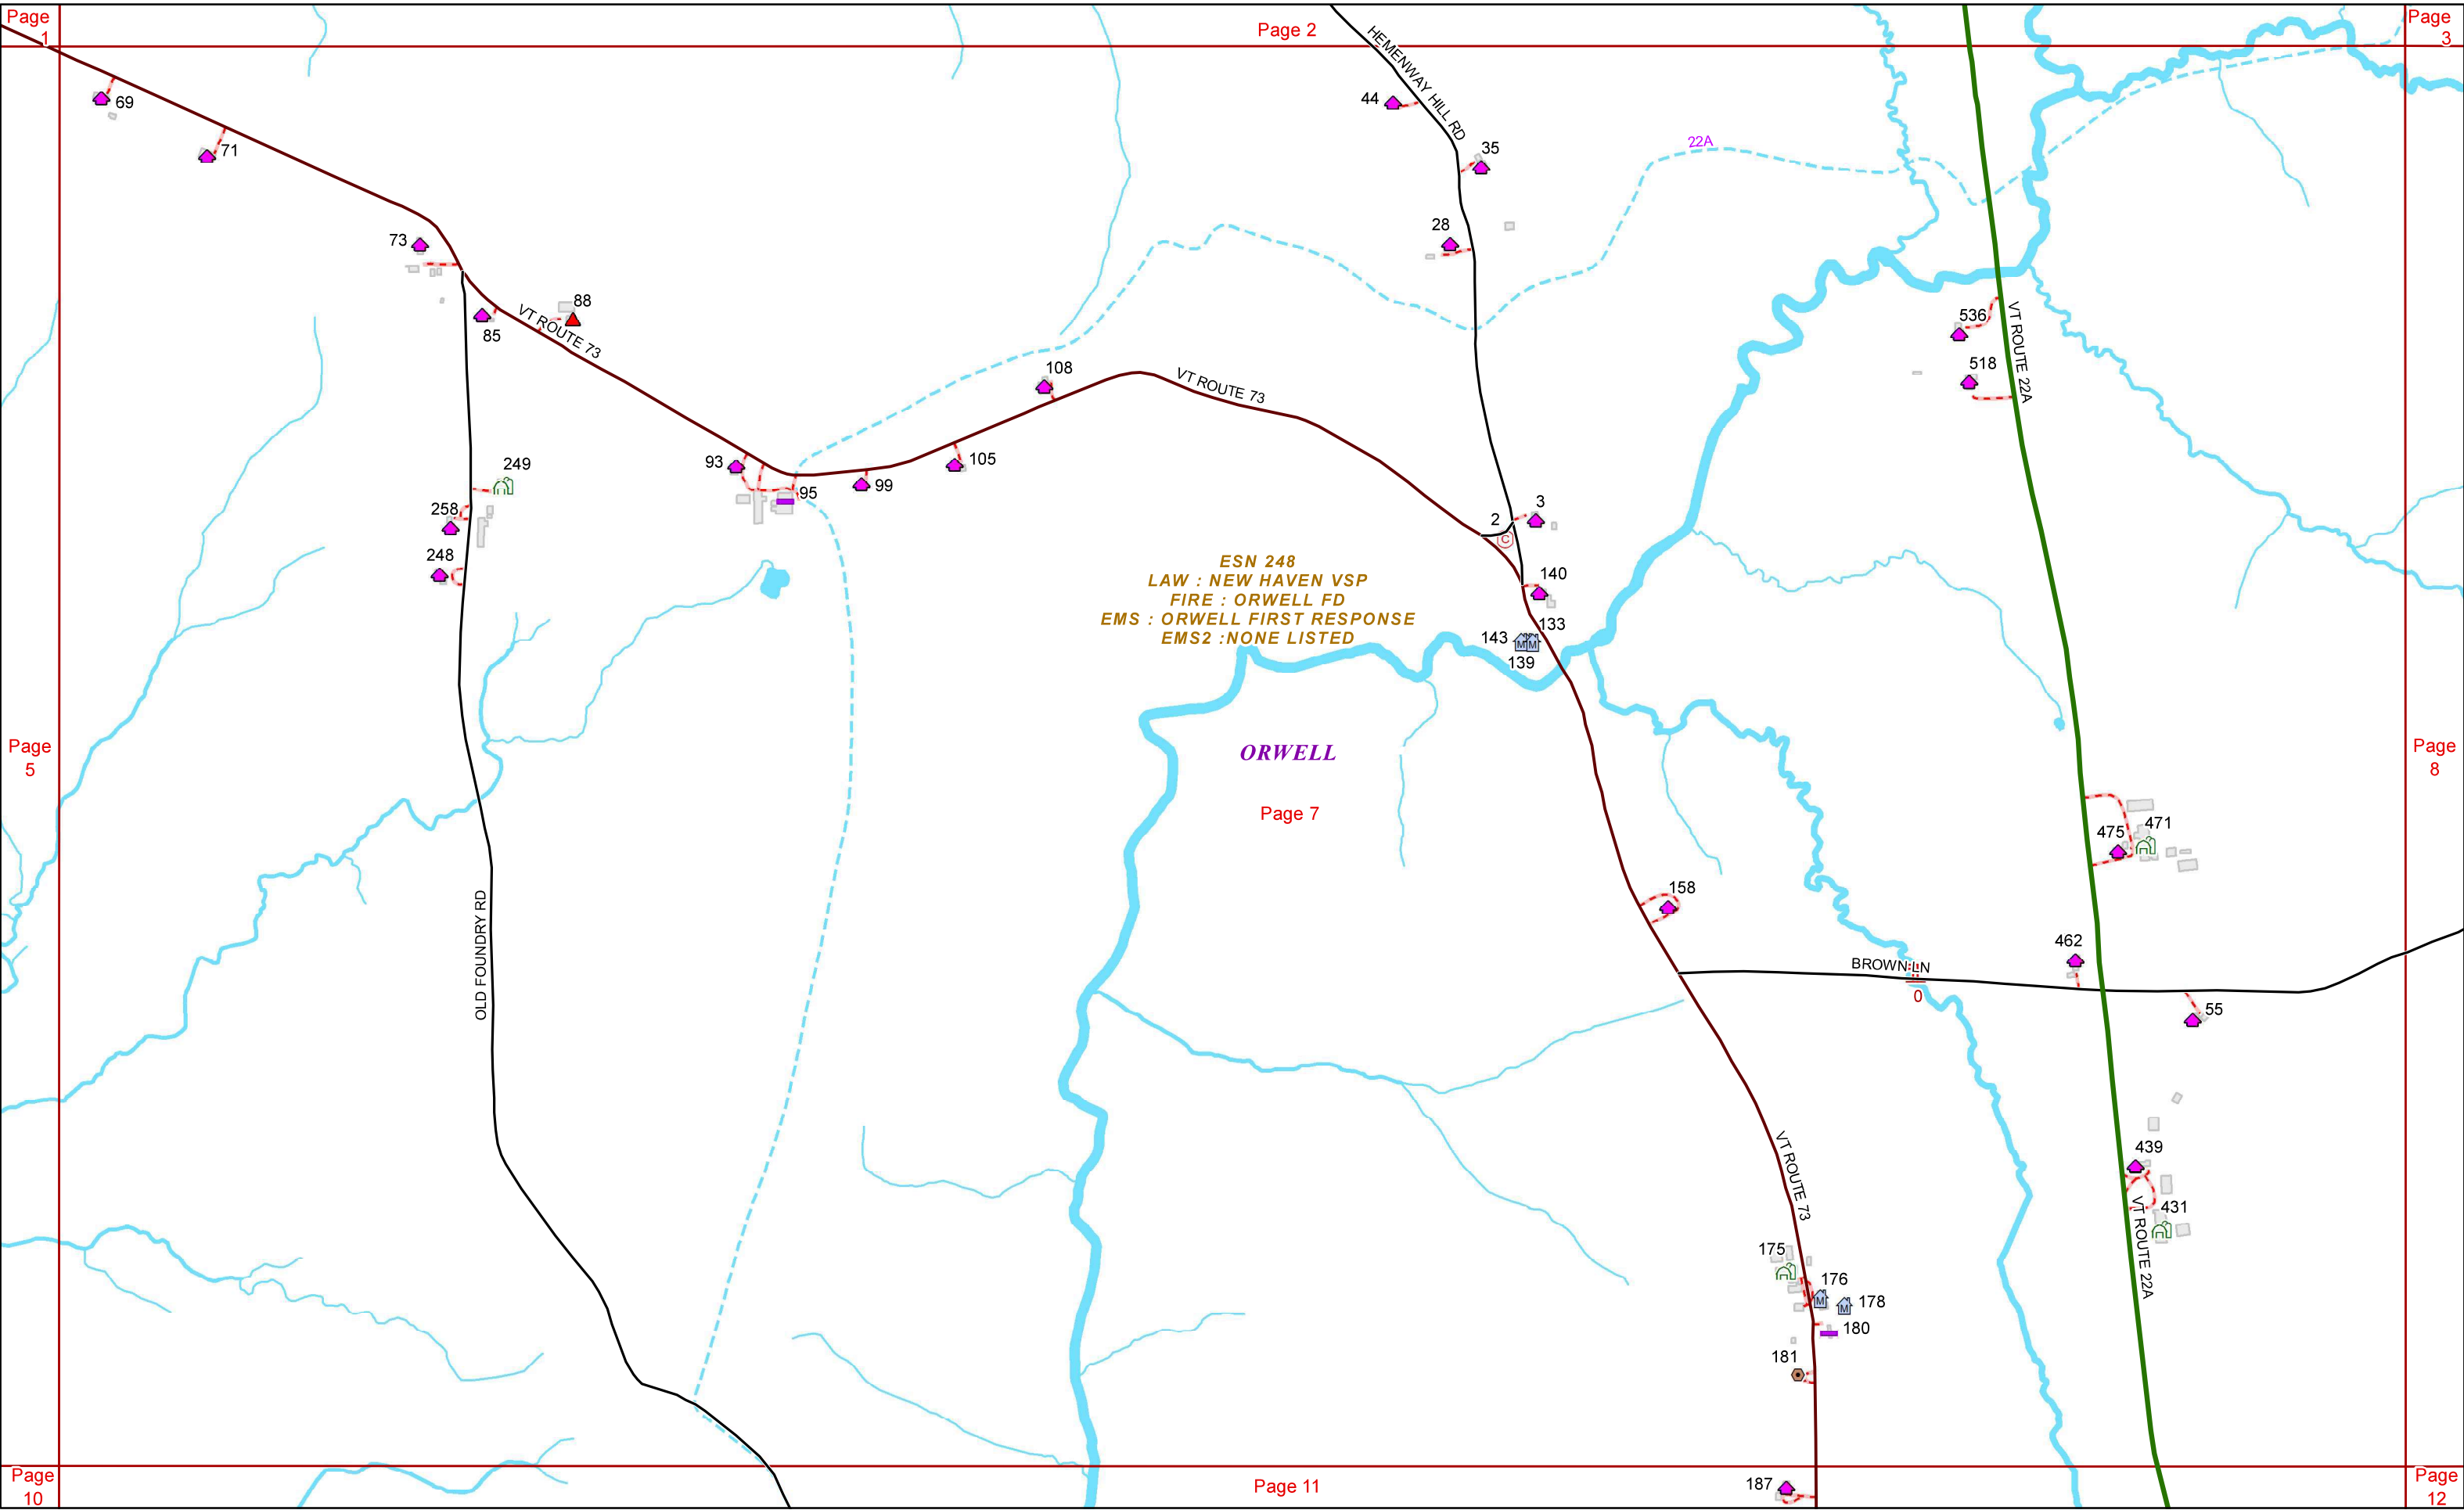 Page
1
Page 2
Page
3
HEMENWAY HILL RD
69
44
71
35
22A
28
73
88
85
VT ROUTE 73
536
VT ROUTE 22A
518
108
VT ROUTE 73
93
95
99
105
249
258
248
2
3
C
140
ESN 248
LAW : NEW HAVEN VSP
FIRE : ORWELL FD
EMS : ORWELL FIRST RESPONSE
EMS2 :NONE LISTED
143
M
M
133
139
Page
5
ORWELL
Page 7
Page
8
475
471
158
OLD FOUNDRY RD
462
BROWN LN
0
55
439
431
VT ROUTE 22A
VT ROUTE 73
175
176
M
M
178
180
181
Page
10
Page 11
187
Page
12